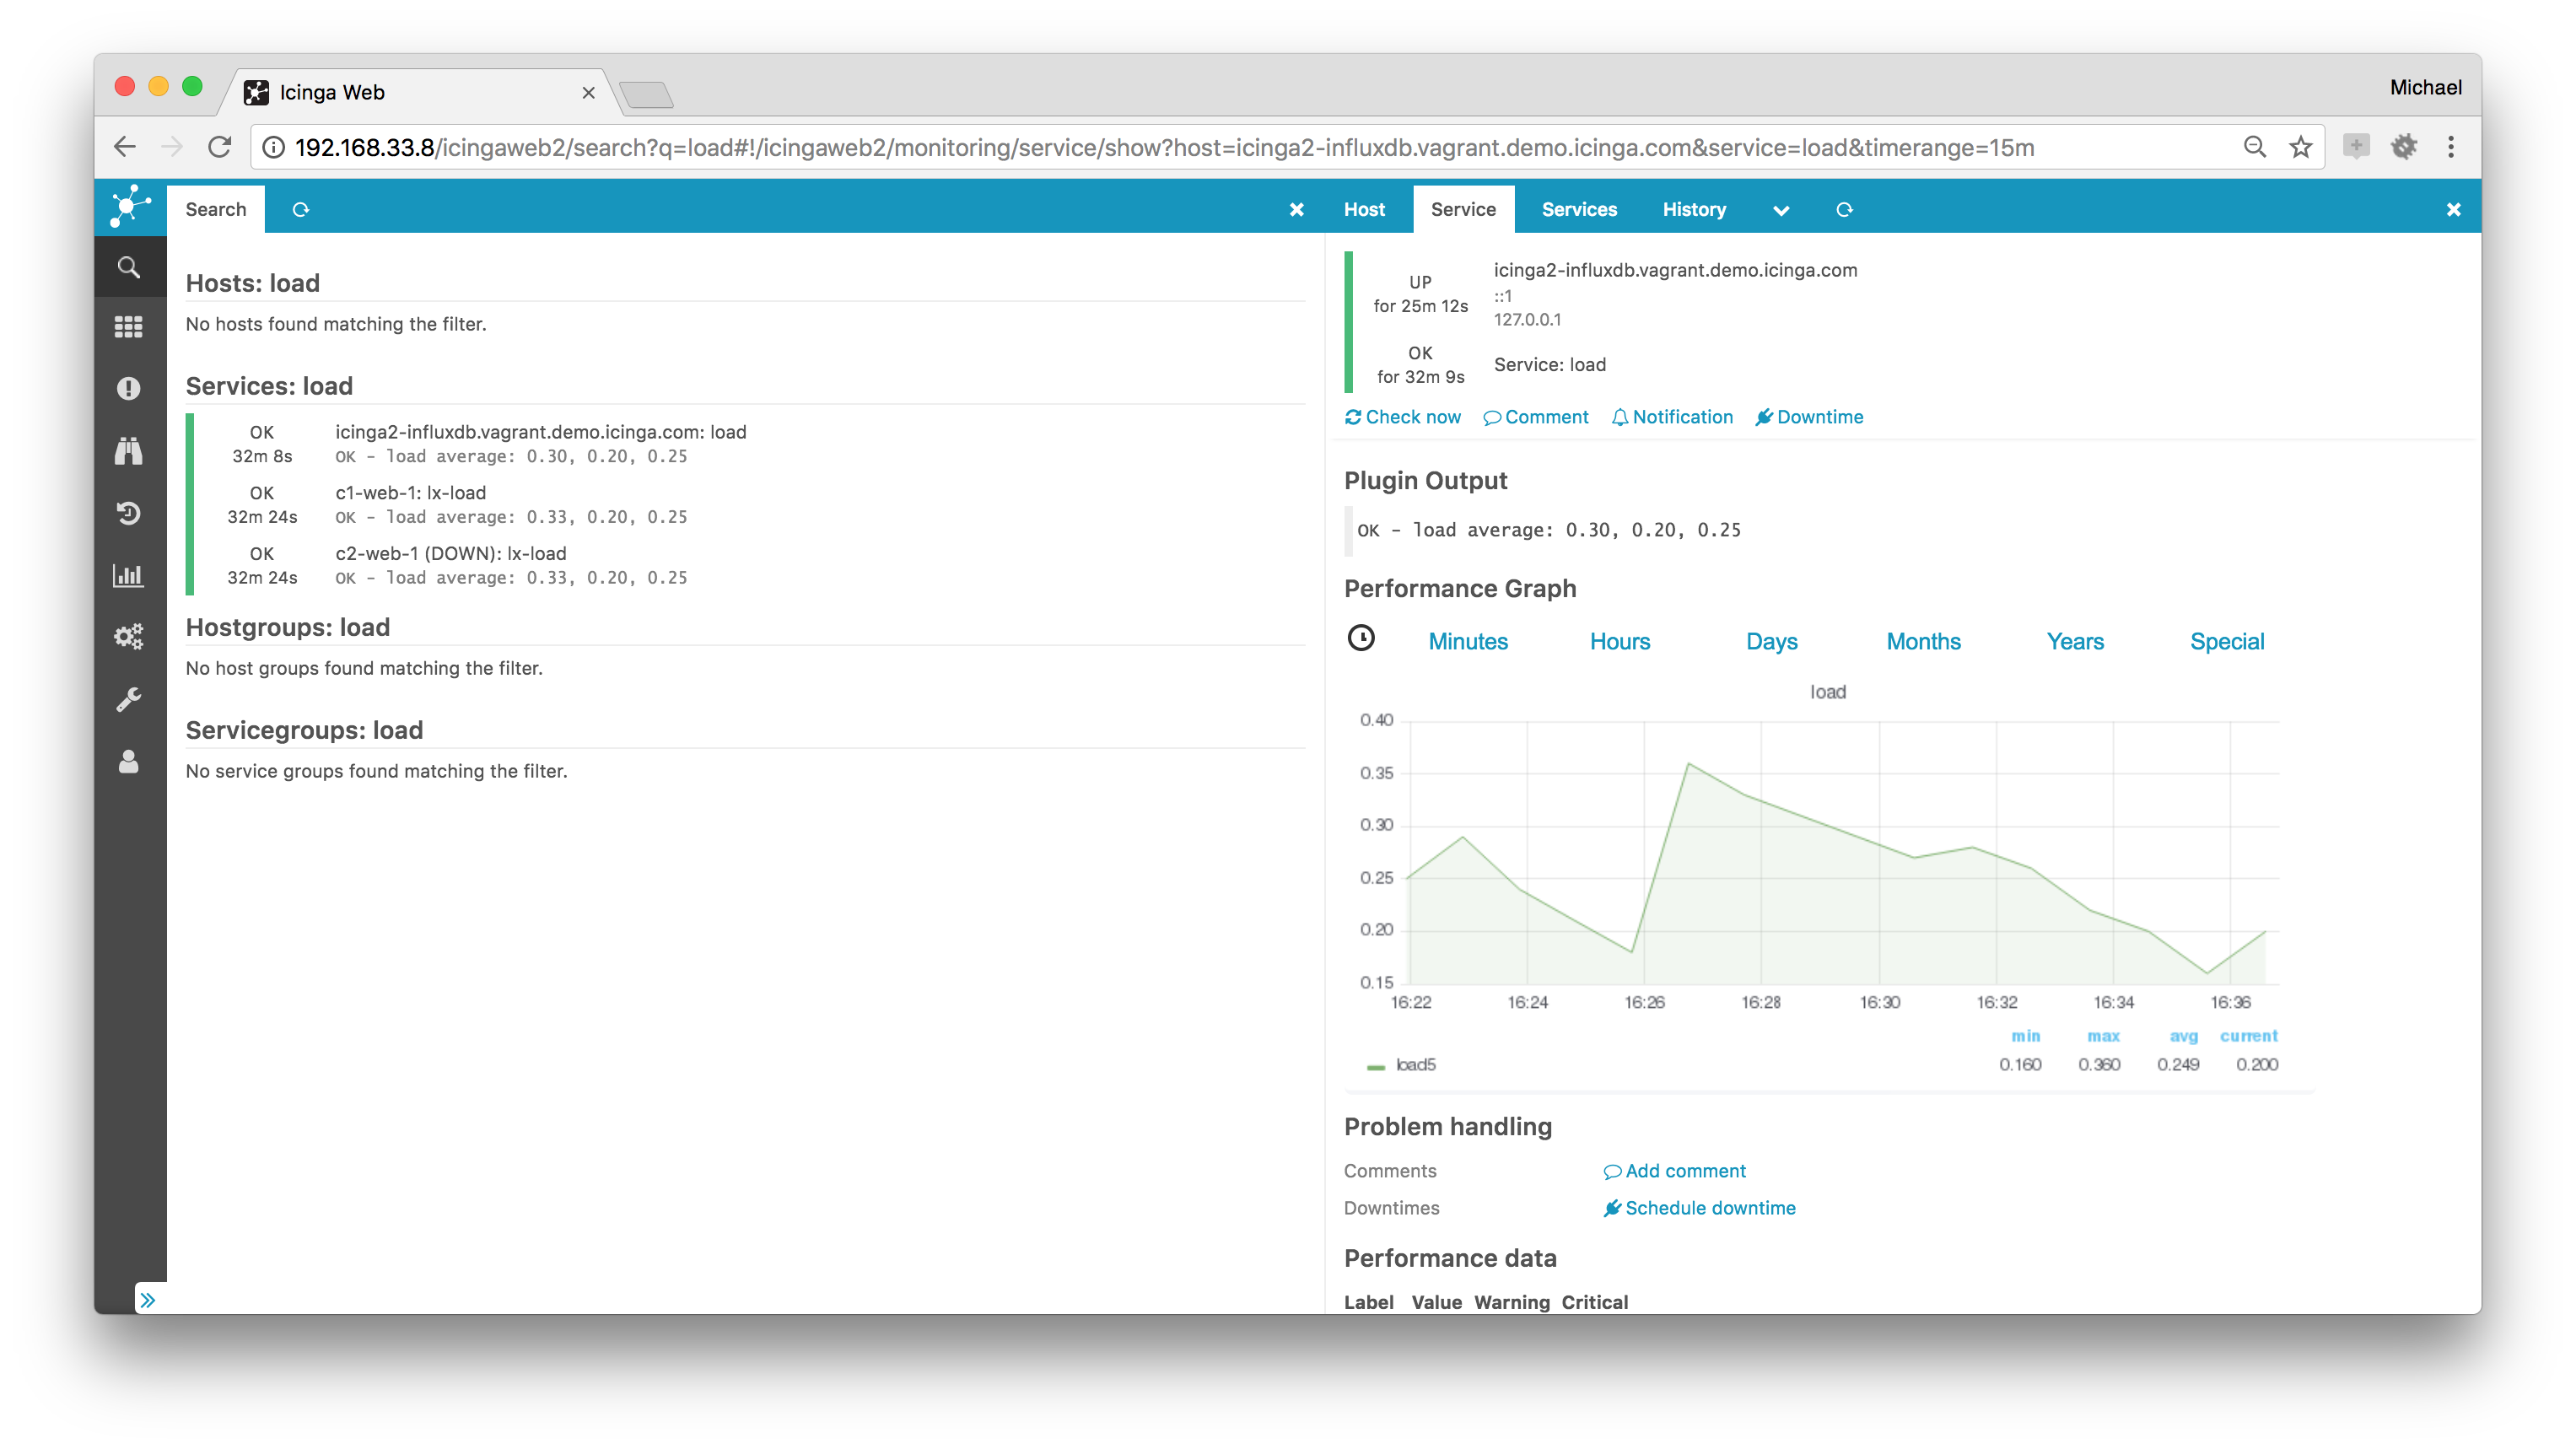 Icinga Web
Michael
192.168.33.8/icingaweb2/search?q=load#!/icingaweb2/monitoring/service/show?host=icinga2-influxdb.vagrant.demo.icinga.com&service=load&timerange=15m
Search
Hosts: load
No hosts found matching the filter.
Services: load
OK icinga2-influxdb.vagrant.demo.icinga.com: load
32m 8s OK - load average: 0.30, 0.20, 0.25
OK c1-web-1: lx-load
32m 24s OK - load average: 0.33, 0.20, 0.25
OK c2-web-1 (DOWN): lx-load
32m 24s OK - load average: 0.33, 0.20, 0.25
Hostgroups: load
No host groups found matching the filter.
Servicegroups: load
No service groups found matching the filter.
Host Service Services History
UP icinga2-influxdb.vagrant.demo.icinga.com
for 25m 12s ::1
127.0.0.1
OK
for 32m 9s Service: load
Check now Comment Notification Downtime
Plugin Output
OK - load average: 0.30, 0.20, 0.25
Performance Graph
Minutes Hours Days Months Years Special
load
0.40
0.35
0.30
0.25
0.20
0.15
16:22 16:24 16:26 16:28 16:30 16:32 16:34 16:36
min max avg current
load5 0.160 0.360 0.249 0.200
Problem handling
Comments Add comment
Downtimes Schedule downtime
Performance data
Label Value Warning Critical